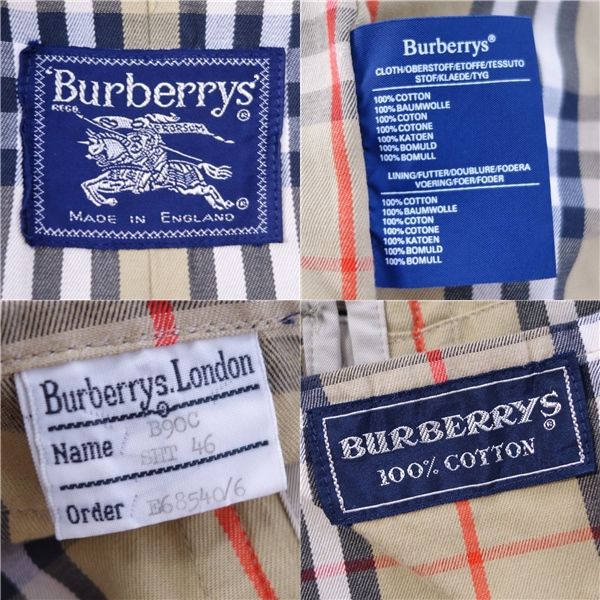 'Burberrys'
REGD.
®
PRORSUM
®
MADE IN ENGLAND
Burberrys®
CLOTH/OBERSTOFF/ETOFFE/TESSUTO
STOF/KLAEDE/TYG
100% COTTON
100% BAUMWOLLE
100% COTON
100% COTONE
100% KATOEN
100% BOMULD
100% BOMULL
LINING/FUTTER/DOUBLURE/FODERA
VOERING/FOER/FODER
100% COTTON
100% BAUMWOLLE
100% COTON
100% COTONE
100% KATOEN
100% BOMULD
100% BOMULL
Burberrys. London
Name B90C
SHT 46
Order E68540/6
BURBERRYS®
100% COTTON